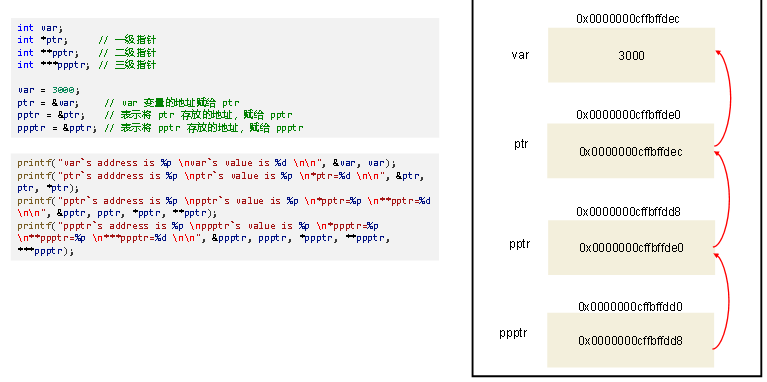 int var;
int *ptr;     // 一级指针
int **pptr;   // 二级指针
int ***ppptr; // 三级指针
var = 3000;
ptr = &var;    // var 变量的地址赋给 ptr
pptr = &ptr;   // 表示将 ptr 存放的地址, 赋给 pptr
ppptr = &pptr; // 表示将 pptr 存放的地址, 赋给 ppptr
printf("var`s address is %p \nvar`s value is %d \n\n", &var, var);
printf("ptr`s adddress is %p \nptr`s value is %p \n*ptr=%d \n\n", &ptr,
ptr, *ptr);
printf("pptr`s address is %p \npptr`s value is %p \n*pptr=%p \n**pptr=%d
\n\n", &pptr, pptr, *pptr, **pptr);
printf("ppptr`s address is %p \nppptr`s value is %p \n*ppptr=%p
\n**ppptr=%p \n***ppptr=%d \n\n", &ppptr, ppptr, *ppptr, **ppptr,
***ppptr);
0x0000000cffbffdec
var
3000
0x0000000cffbffde0
ptr
0x0000000cffbffdec
0x0000000cffbffdd8
pptr
0x0000000cffbffde0
0x0000000cffbffdd0
ppptr
0x0000000cffbffdd8